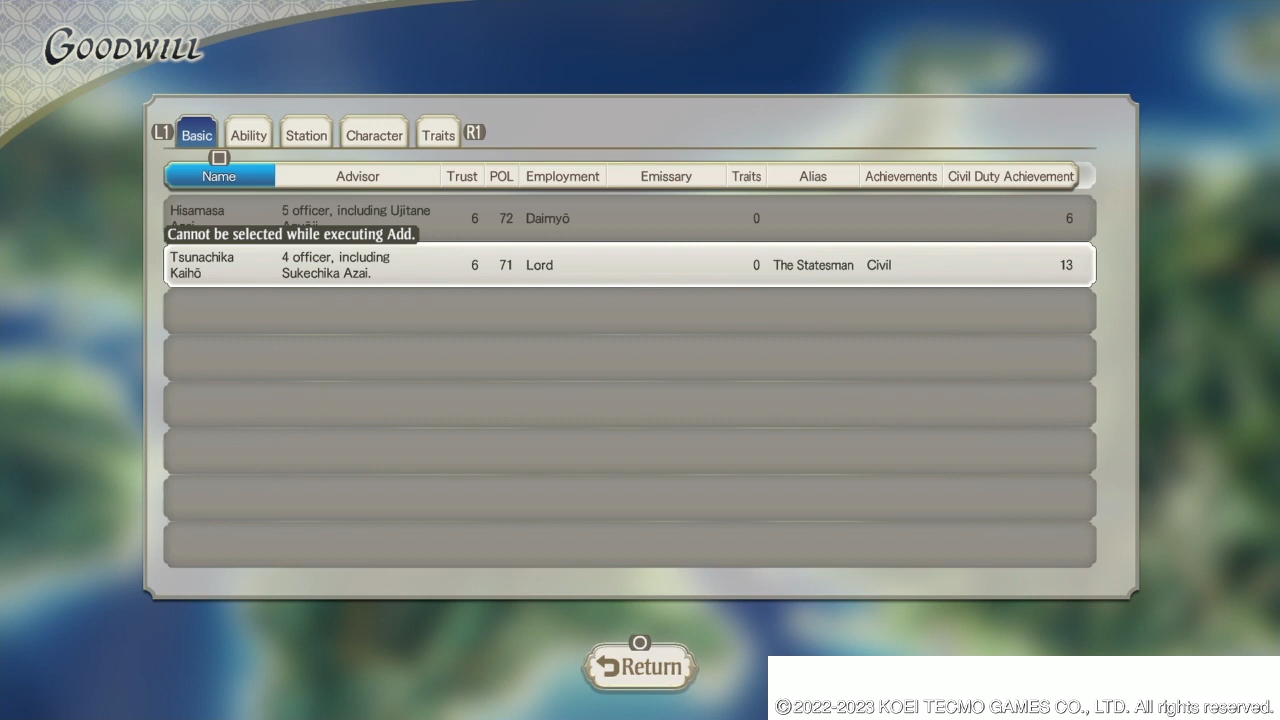 GOODWILL
L1 Basic Ability Station Character Traits R1
Name Advisor Trust POL Employment Emissary Traits Alias Achievements Civil Duty Achievement
Hisamasa
5 officer, including Ujitane
6 72 Daimyō 0 6
Cannot be selected while executing Add.
Tsunachika
Kaihō
4 officer, including
Sukechika Azai.
6 71 Lord 0 The Statesman Civil 13
Return
©2022-2023 KOEI TECMO GAMES CO., LTD. All rights reserved.